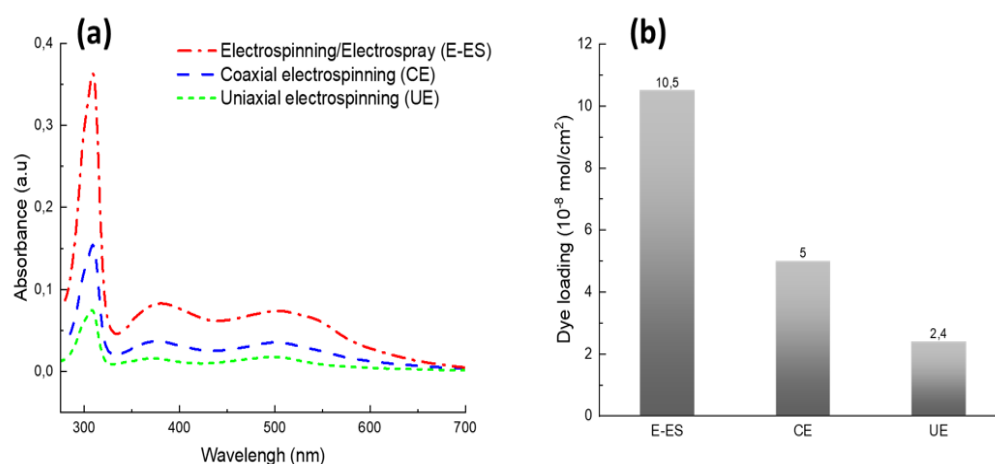 (a)
Electrospinning/Electrospray (E-ES)
Coaxial electrospinning (CE)
Uniaxial electrospinning (UE)
Absorbance (a.u)
0,4
0,3
0,2
0,1
0,0
300 400 500 600 700
Wavelengh (nm)
(b)
Dye loading (10⁻⁸ mol/cm²)
12
10
8
6
4
2
0
10,5
5
2,4
E-ES CE UE